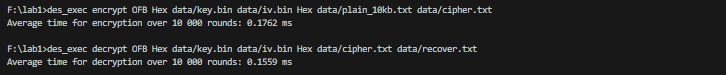 F:\lab1>des_exec encrypt OFB Hex data/key.bin data/iv.bin Hex data/plain_10kb.txt data/cipher.txt
Average time for encryption over 10 000 rounds: 0.1762 ms
F:\lab1>des_exec decrypt OFB Hex data/key.bin data/iv.bin Hex data/cipher.txt data/recover.txt
Average time for decryption over 10 000 rounds: 0.1559 ms